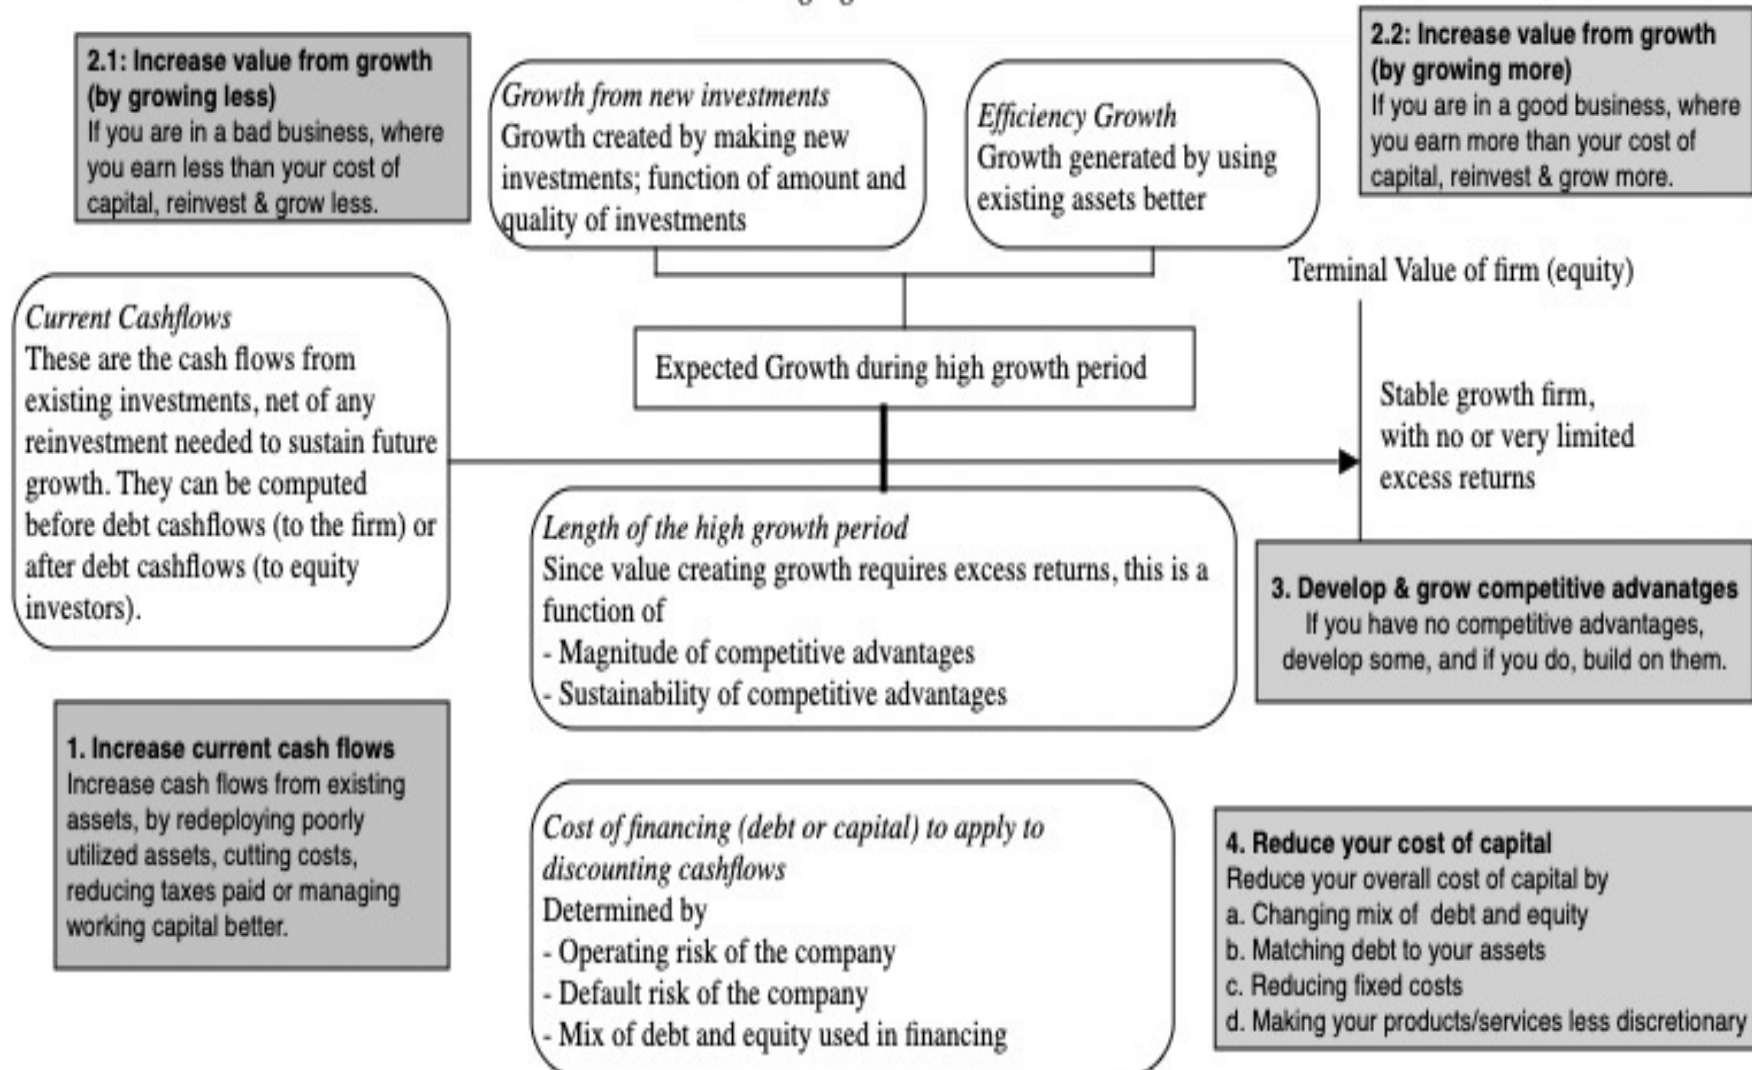 2.1: Increase value from growth
(by growing less)
If you are in a bad business, where
you earn less than your cost of
capital, reinvest & grow less.
Growth from new investments
Growth created by making new
investments; function of amount and
quality of investments
Efficiency Growth
Growth generated by using
existing assets better
2.2: Increase value from growth
(by growing more)
If you are in a good business, where
you earn more than your cost of
capital, reinvest & grow more.
Terminal Value of firm (equity)
Current Cashflows
These are the cash flows from
existing investments, net of any
reinvestment needed to sustain future
growth. They can be computed
before debt cashflows (to the firm) or
after debt cashflows (to equity
investors).
Expected Growth during high growth period
Stable growth firm,
with no or very limited
excess returns
Length of the high growth period
Since value creating growth requires excess returns, this is a
function of
- Magnitude of competitive advantages
- Sustainability of competitive advantages
3. Develop & grow competitive advanatges
If you have no competitive advantages,
develop some, and if you do, build on them.
1. Increase current cash flows
Increase cash flows from existing
assets, by redeploying poorly
utilized assets, cutting costs,
reducing taxes paid or managing
working capital better.
Cost of financing (debt or capital) to apply to
discounting cashflows
Determined by
- Operating risk of the company
- Default risk of the company
- Mix of debt and equity used in financing
4. Reduce your cost of capital
Reduce your overall cost of capital by
a. Changing mix of debt and equity
b. Matching debt to your assets
c. Reducing fixed costs
d. Making your products/services less discretionary